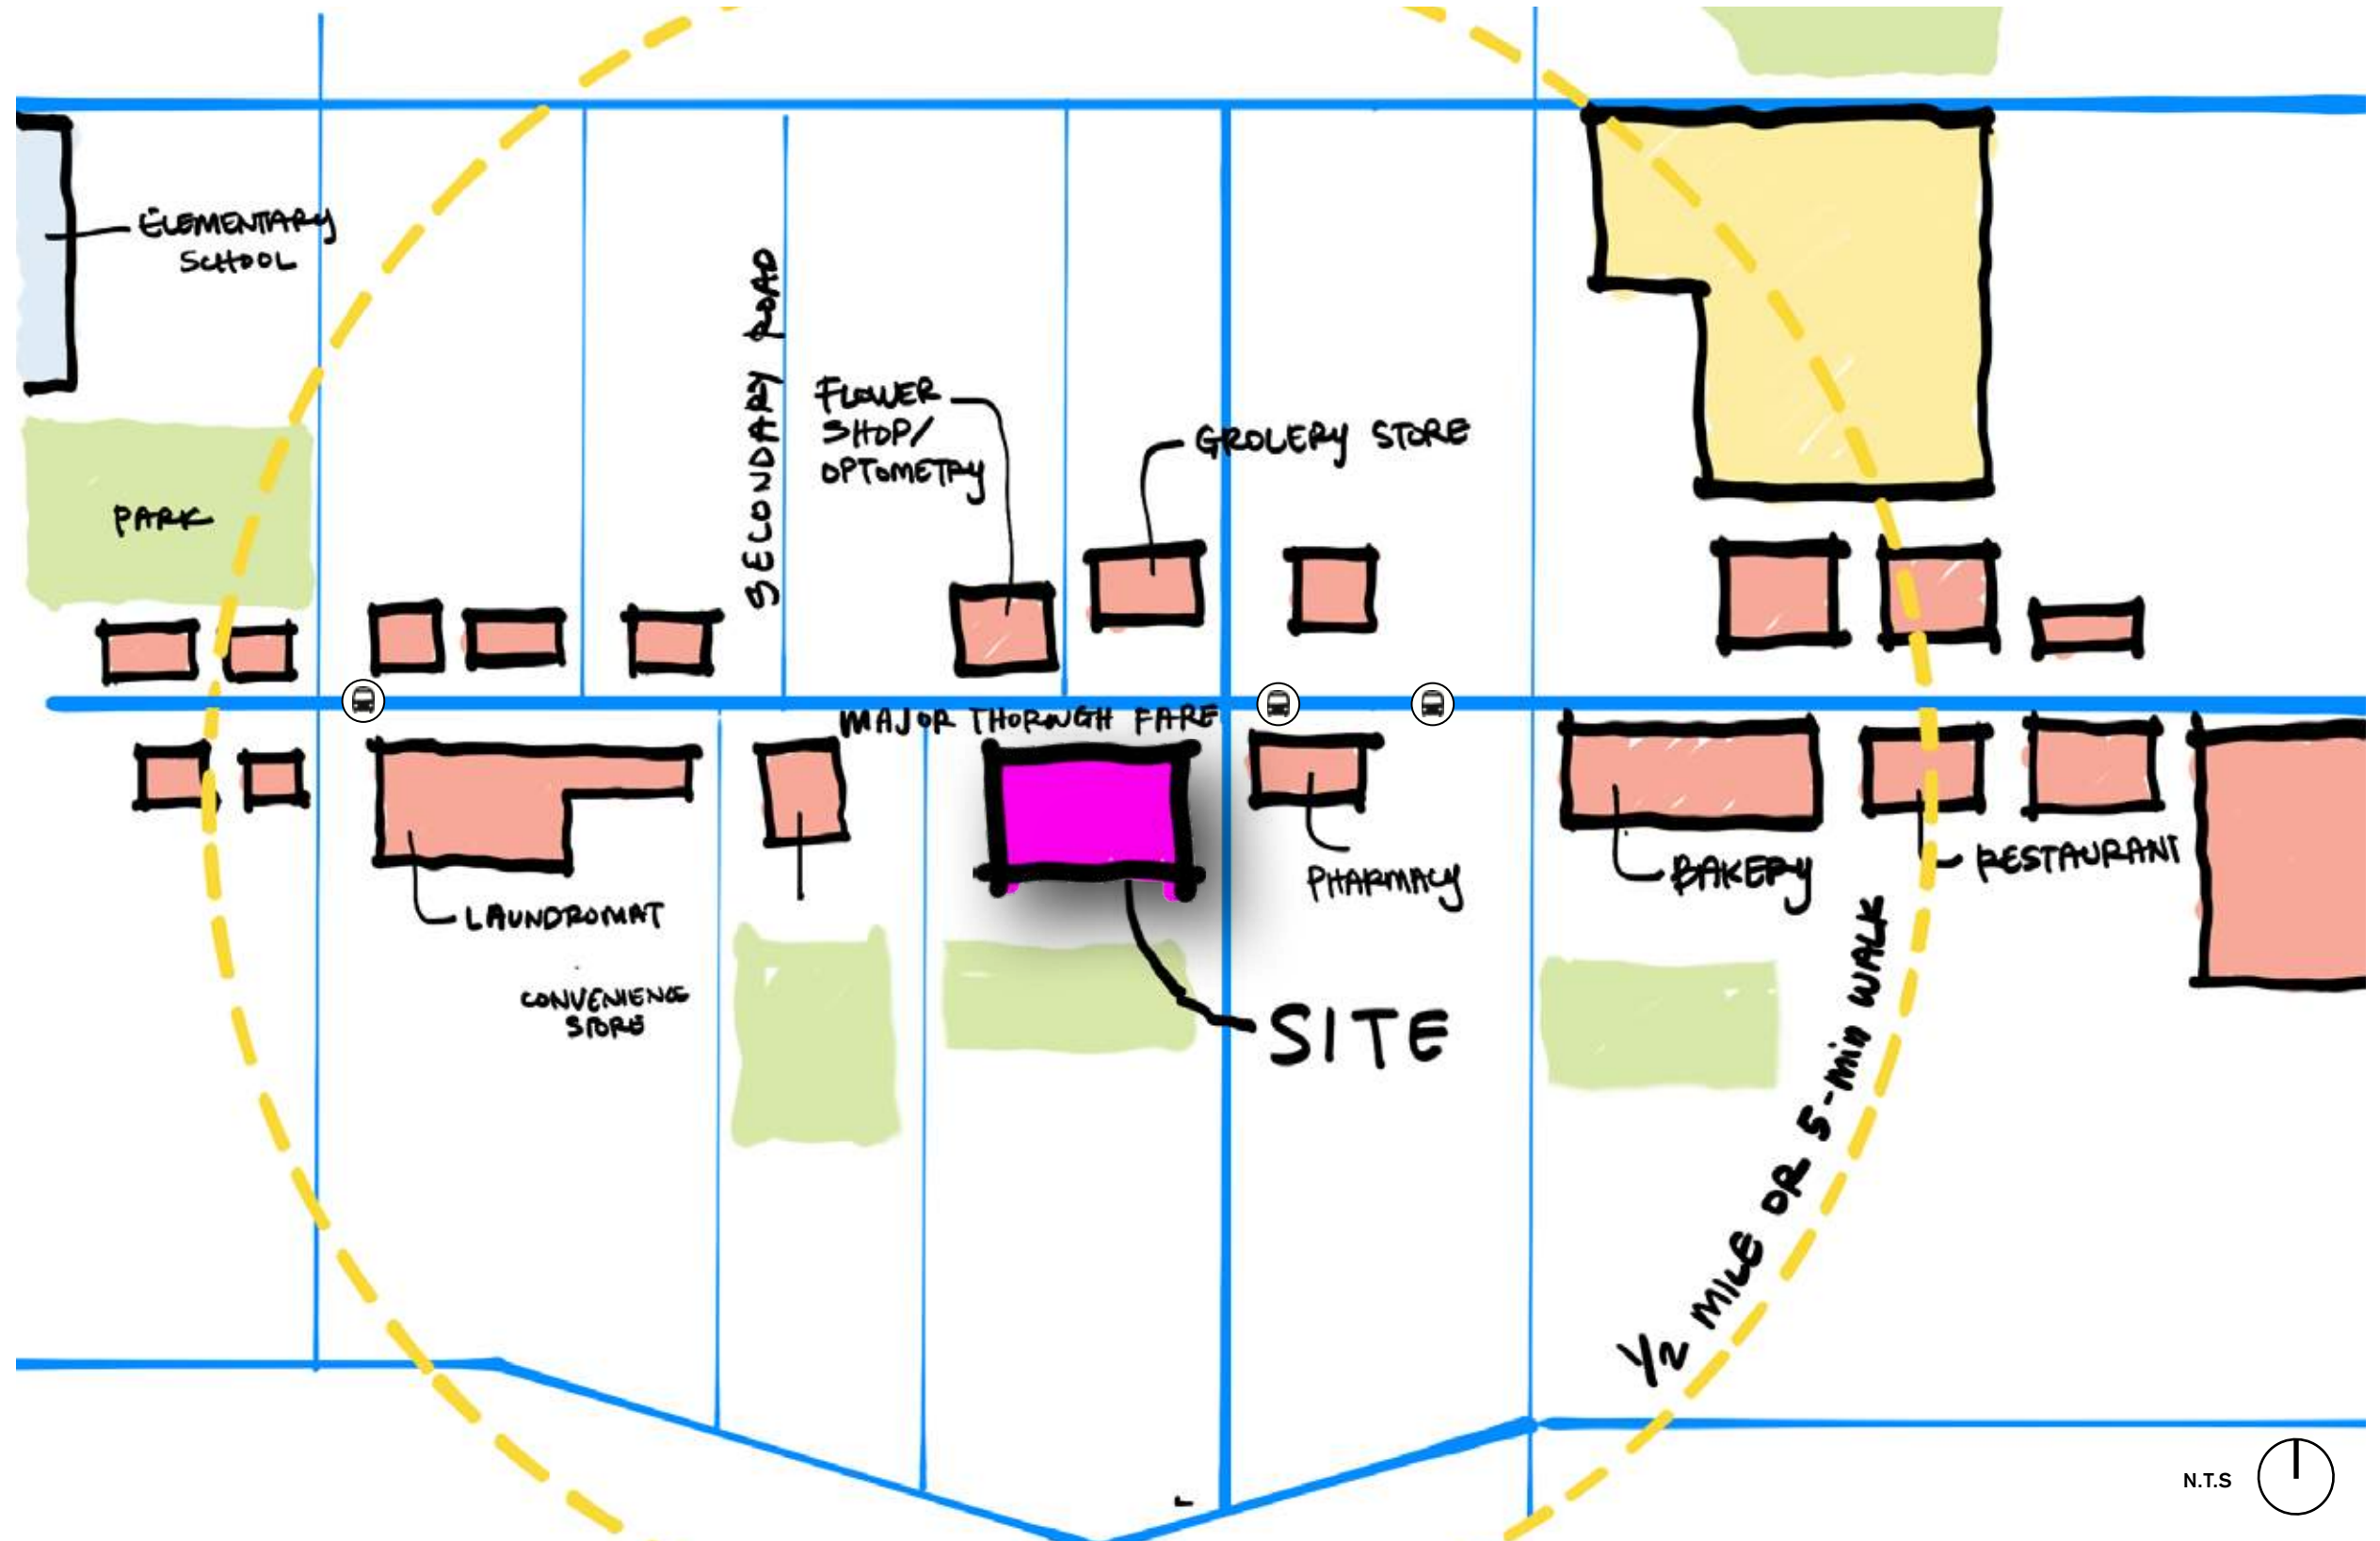 ELEMENTARY
SCHOOL
PARK
SECONDARY ROAD
FLOWER
SHOP/
OPTOMETRY
GROCERY STORE
MAJOR THOROUGH FARE
LAUNDROMAT
CONVENIENCE
STORE
SITE
PHARMACY
BAKERY
RESTAURANT
1/2 MILE OR 5-min WALK
N.T.S